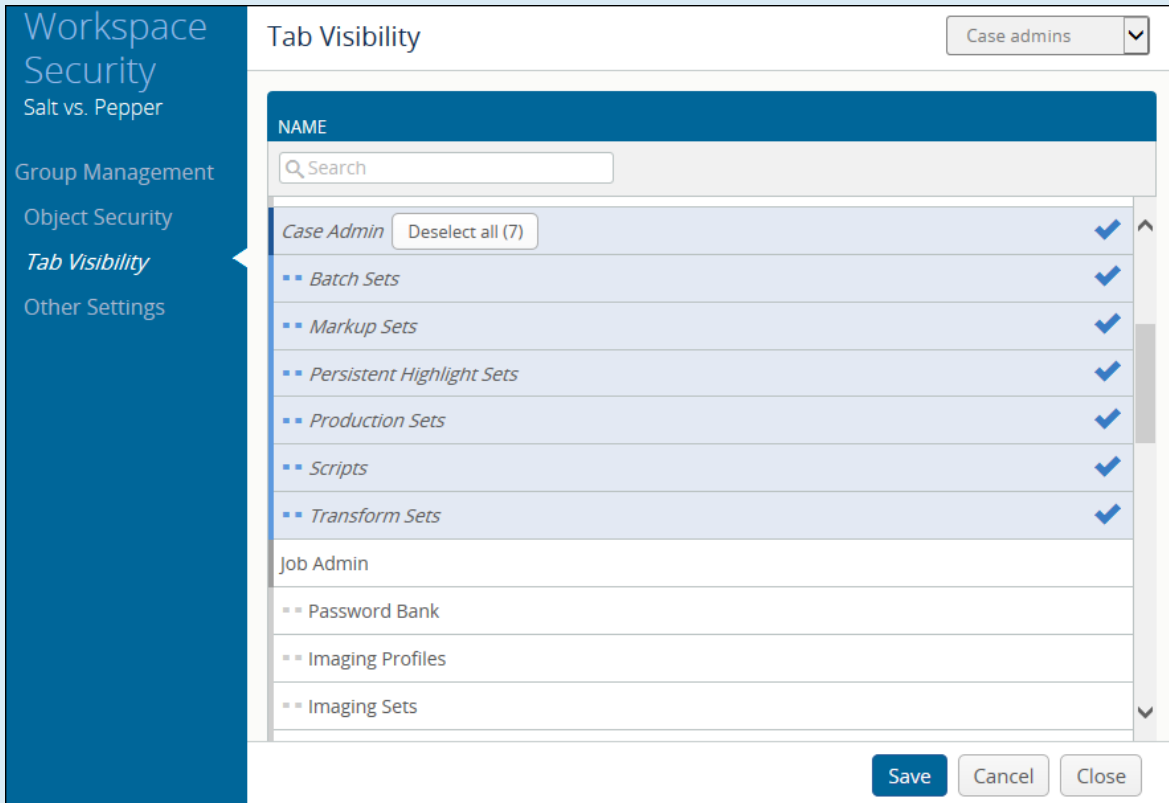 Workspace
Security
Salt vs. Pepper
Group Management
Object Security
Tab Visibility
Other Settings
Tab Visibility
Case admins
NAME
Search
Case Admin Deselect all (7)
Batch Sets
Markup Sets
Persistent Highlight Sets
Production Sets
Scripts
Transform Sets
Job Admin
Password Bank
Imaging Profiles
Imaging Sets
Save Cancel Close